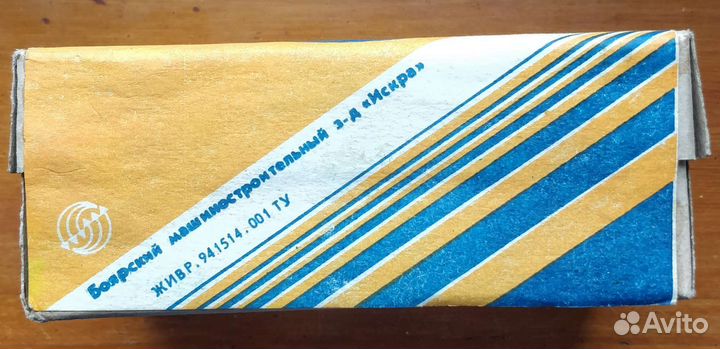 Боярский машиностроительный з-д «Искра»
ЖИВР.941514.001 ТУ
Avito